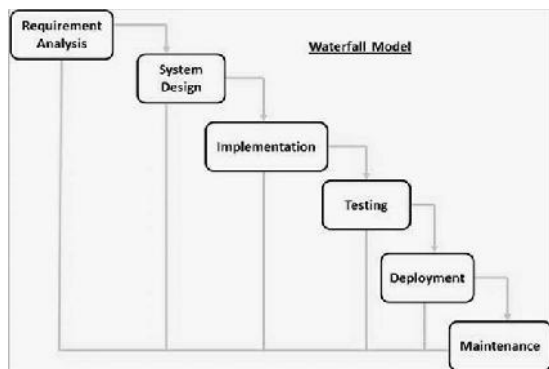 Requirement
Analysis
Waterfall Model
System
Design
Implementation
Testing
Deployment
Maintenance